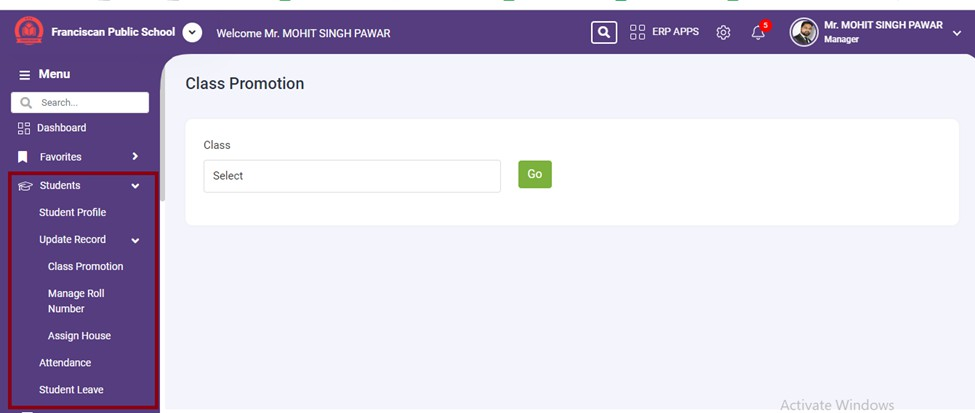 Franciscan Public School
Welcome Mr. MOHIT SINGH PAWAR
ERP APPS
5
Mr. MOHIT SINGH PAWAR
Manager
Menu
Search...
Dashboard
Favorites
Students
Student Profile
Update Record
Class Promotion
Manage Roll
Number
Assign House
Attendance
Student Leave
Class Promotion
Class
Select
Go
Activate Windows